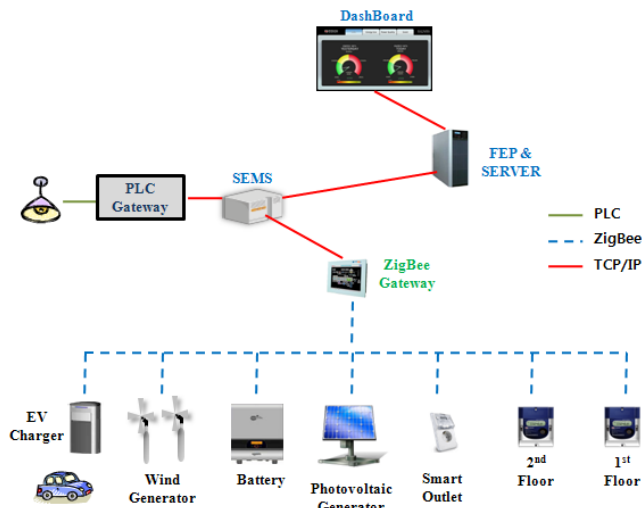 DashBoard
FEP &
SERVER
SEMS
PLC
Gateway
PLC
ZigBee
TCP/IP
ZigBee
Gateway
EV
Charger
Wind
Generator
Battery
Photovoltaic
Generator
Smart
Outlet
2nd
Floor
1st
Floor